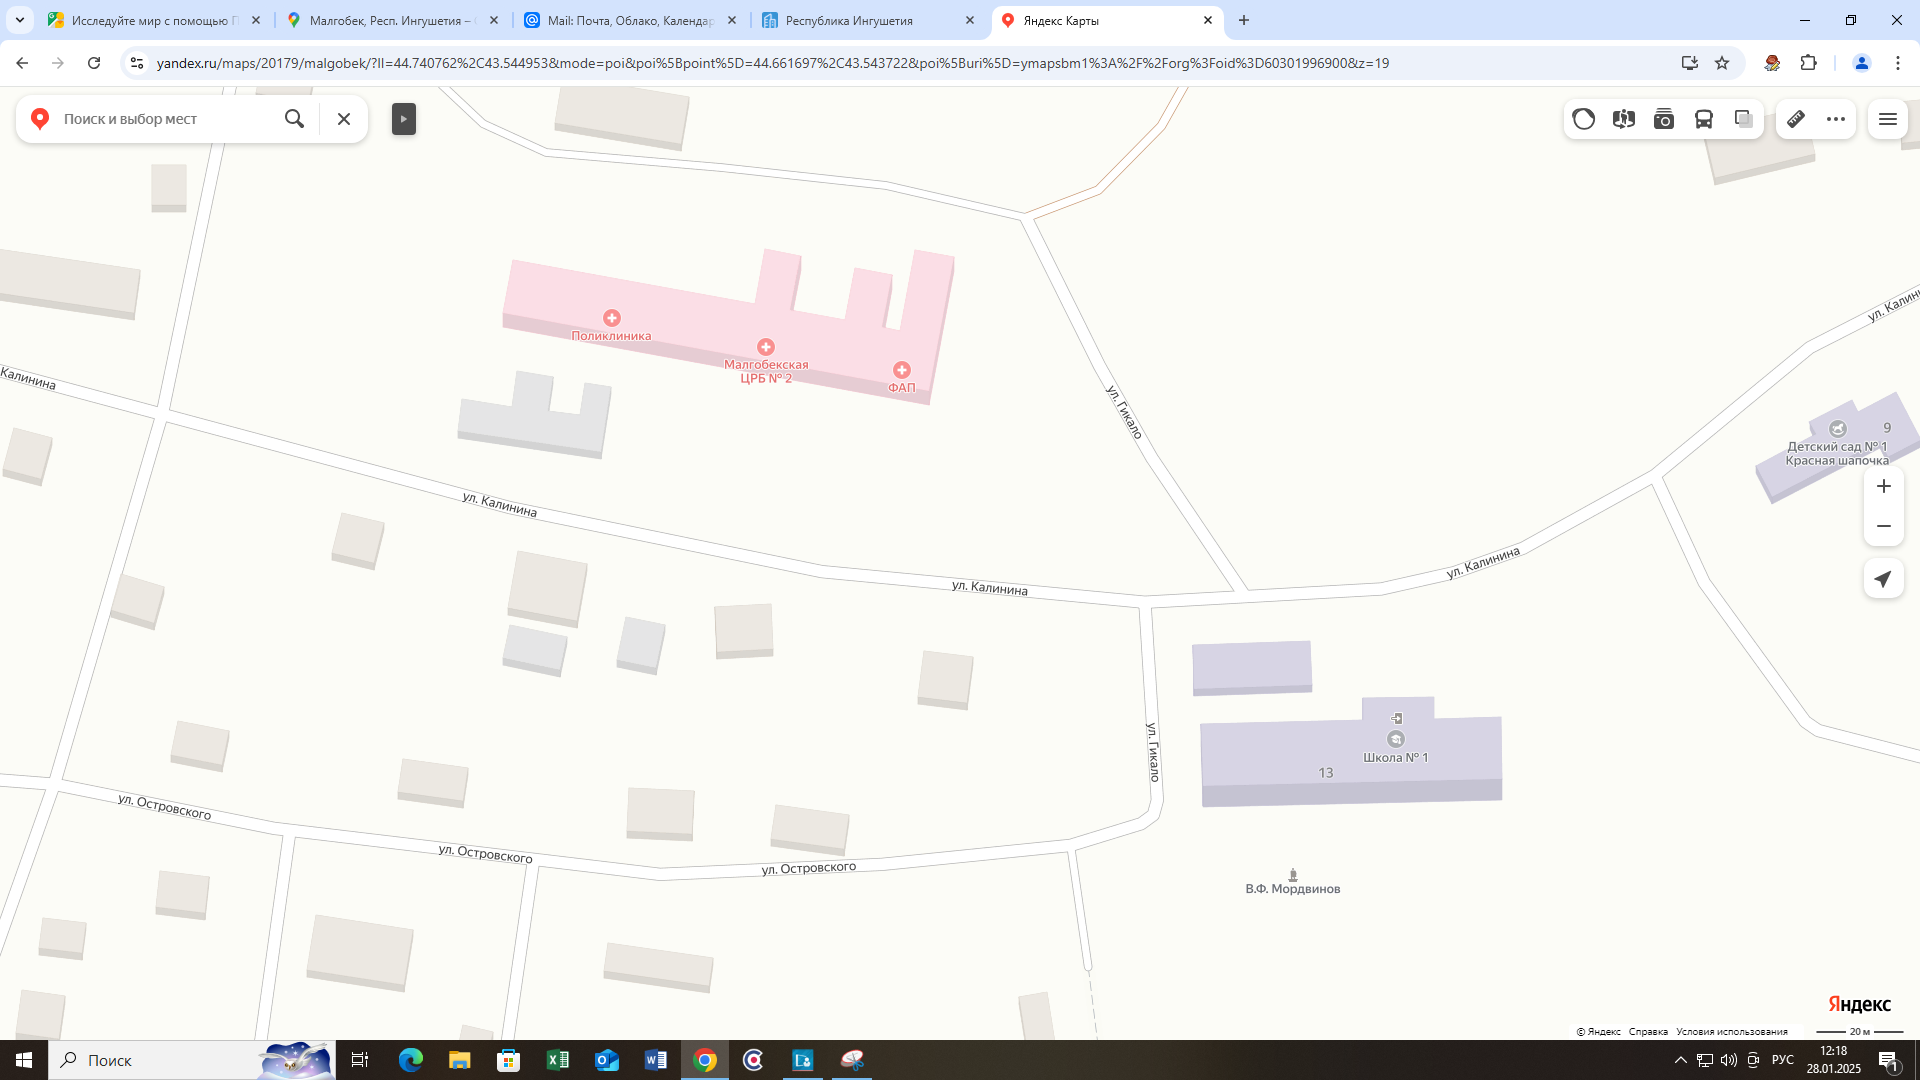 Исследуйте мир с помощью П
Малгобек, Респ. Ингушетия –
Mail: Почта, Облако, Календар
Республика Ингушетия
Яндекс Карты
yandex.ru/maps/20179/malgobek/?ll=44.740762%2C43.544953&mode=poi&poi%5Bpoint%5D=44.661697%2C43.543722&poi%5Buri%5D=ymapsbm1%3A%2F%2Forg%3Foid%3D60301996900&z=19
Поиск и выбор мест
ул. Калини
Поликлиника
Малгобекская
ЦРБ № 2
ФАП
Калинина
ул. Гикало
9
Детский сад № 1
Красная шапочка
ул. Калинина
ул. Калинина
ул. Калинина
ул. Гикало
Школа № 1
13
ул. Островского
ул. Островского
ул. Островского
В.Ф. Мордвинов
Яндекс
© Яндекс Справка Условия использования 20 м
Поиск
РУС
12:18
28.01.2025
1